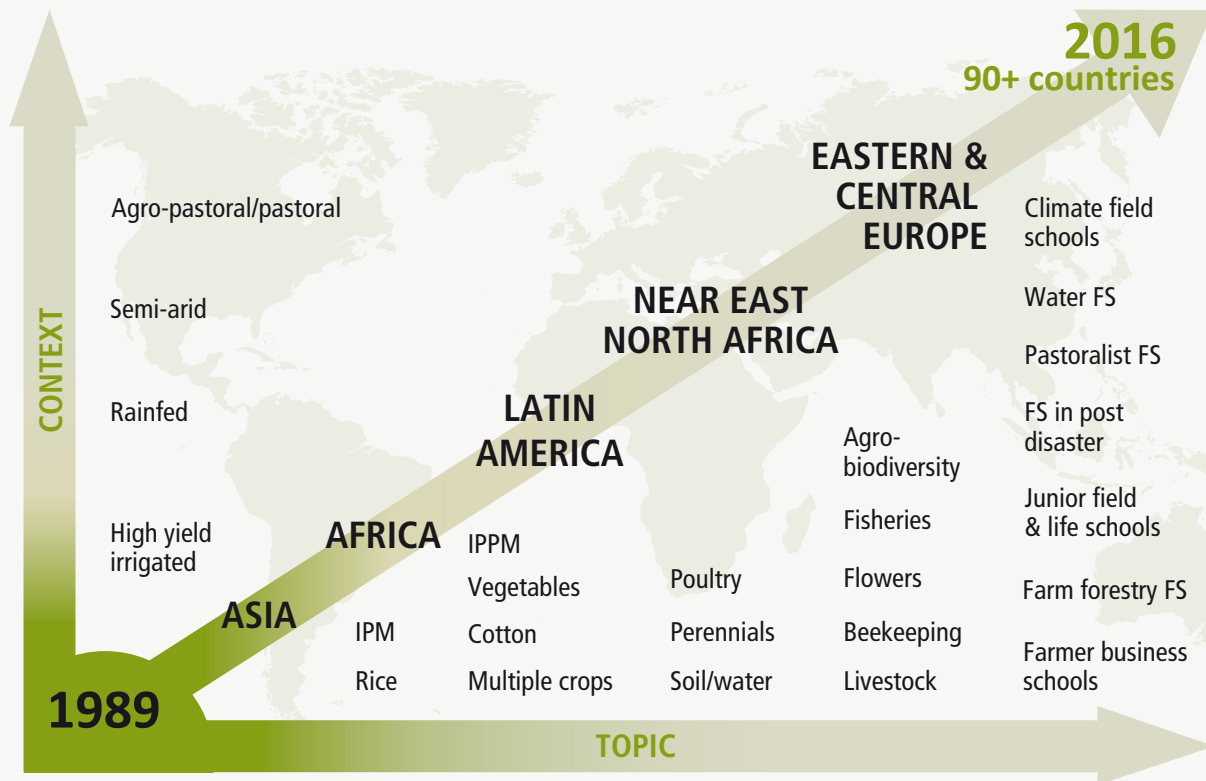 2016
90+ countries
EASTERN &
CENTRAL
EUROPE
NEAR EAST
NORTH AFRICA
LATIN
AMERICA
AFRICA
ASIA
1989
CONTEXT
Agro-pastoral/pastoral
Semi-arid
Rainfed
High yield
irrigated
IPM
Rice
IPPM
Vegetables
Cotton
Multiple crops
Poultry
Perennials
Soil/water
Agro-
biodiversity
Fisheries
Flowers
Beekeeping
Livestock
Climate field
schools
Water FS
Pastoralist FS
FS in post
disaster
Junior field
& life schools
Farm forestry FS
Farmer business
schools
TOPIC